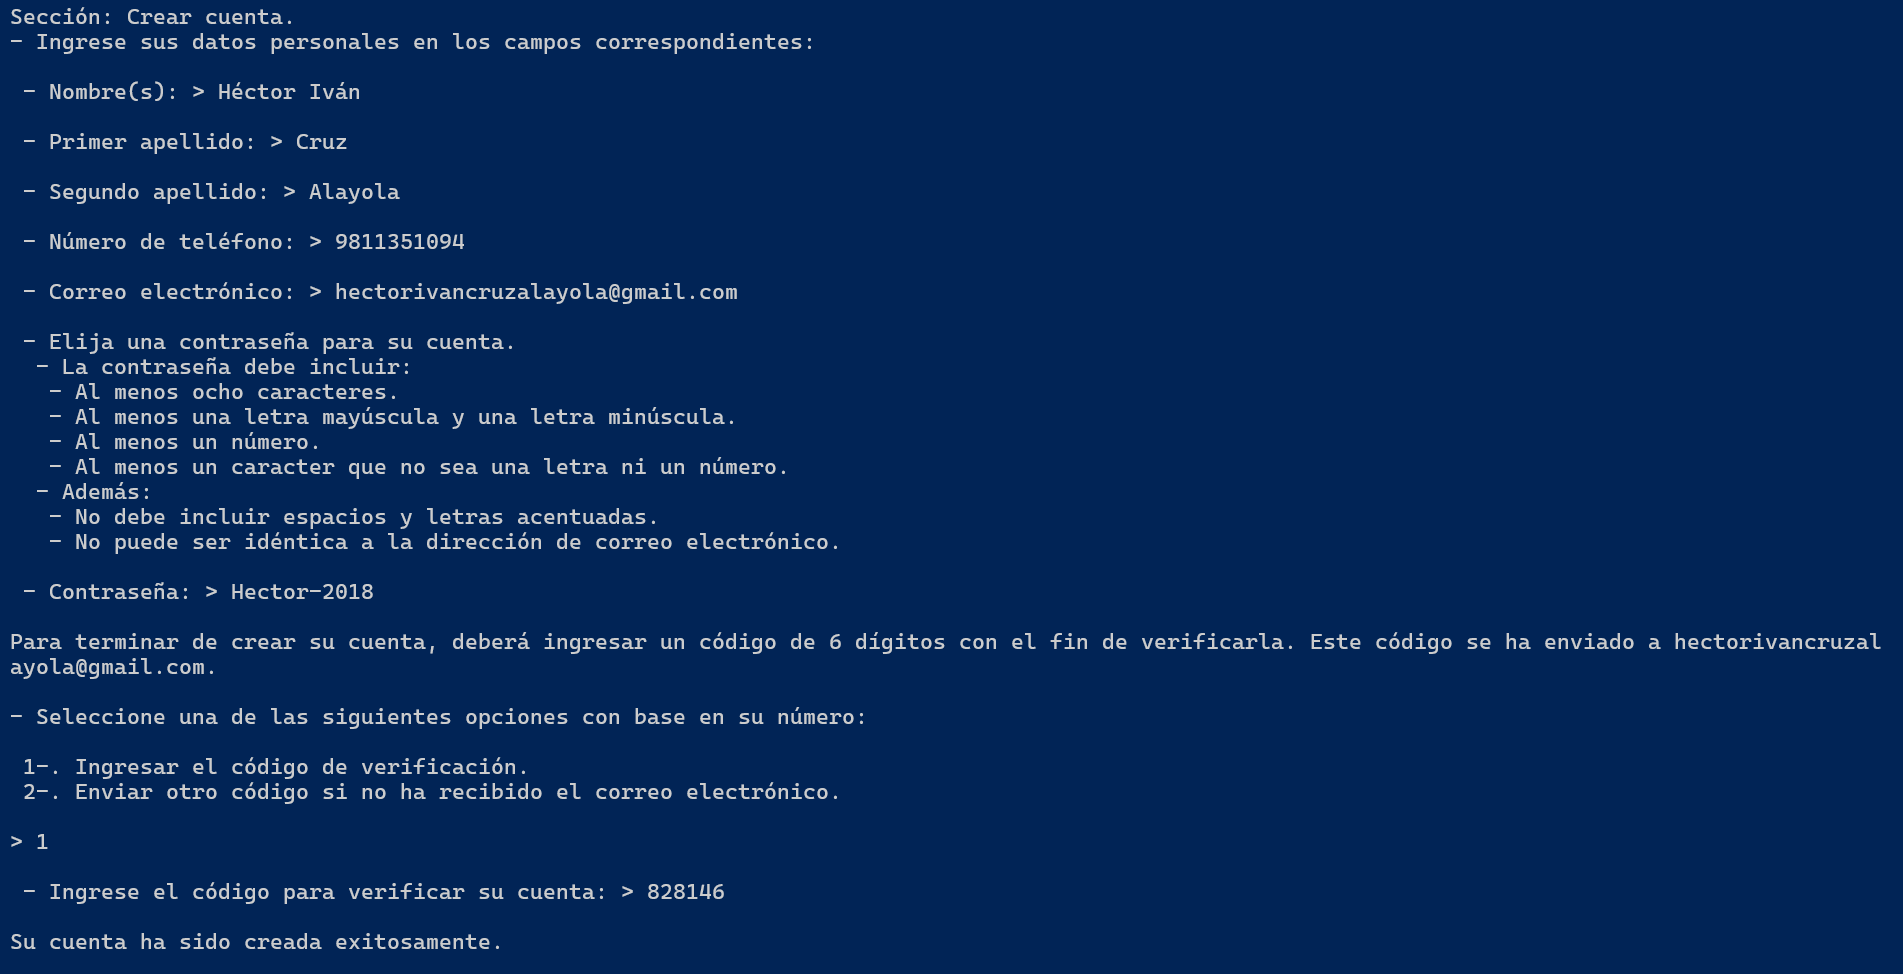 Sección: Crear cuenta.
- Ingrese sus datos personales en los campos correspondientes:
- Nombre(s): > Héctor Iván
- Primer apellido: > Cruz
- Segundo apellido: > Alayola
- Número de teléfono: > 9811351094
- Correo electrónico: > hectorivancruzalayola@gmail.com
- Elija una contraseña para su cuenta.
- La contraseña debe incluir:
- Al menos ocho caracteres.
- Al menos una letra mayúscula y una letra minúscula.
- Al menos un número.
- Al menos un caracter que no sea una letra ni un número.
- Además:
- No debe incluir espacios y letras acentuadas.
- No puede ser idéntica a la dirección de correo electrónico.
- Contraseña: > Hector-2018
Para terminar de crear su cuenta, deberá ingresar un código de 6 dígitos con el fin de verificarla. Este código se ha enviado a hectorivancruzal
ayola@gmail.com.
- Seleccione una de las siguientes opciones con base en su número:
1-. Ingresar el código de verificación.
2-. Enviar otro código si no ha recibido el correo electrónico.
> 1
- Ingrese el código para verificar su cuenta: > 828146
Su cuenta ha sido creada exitosamente.